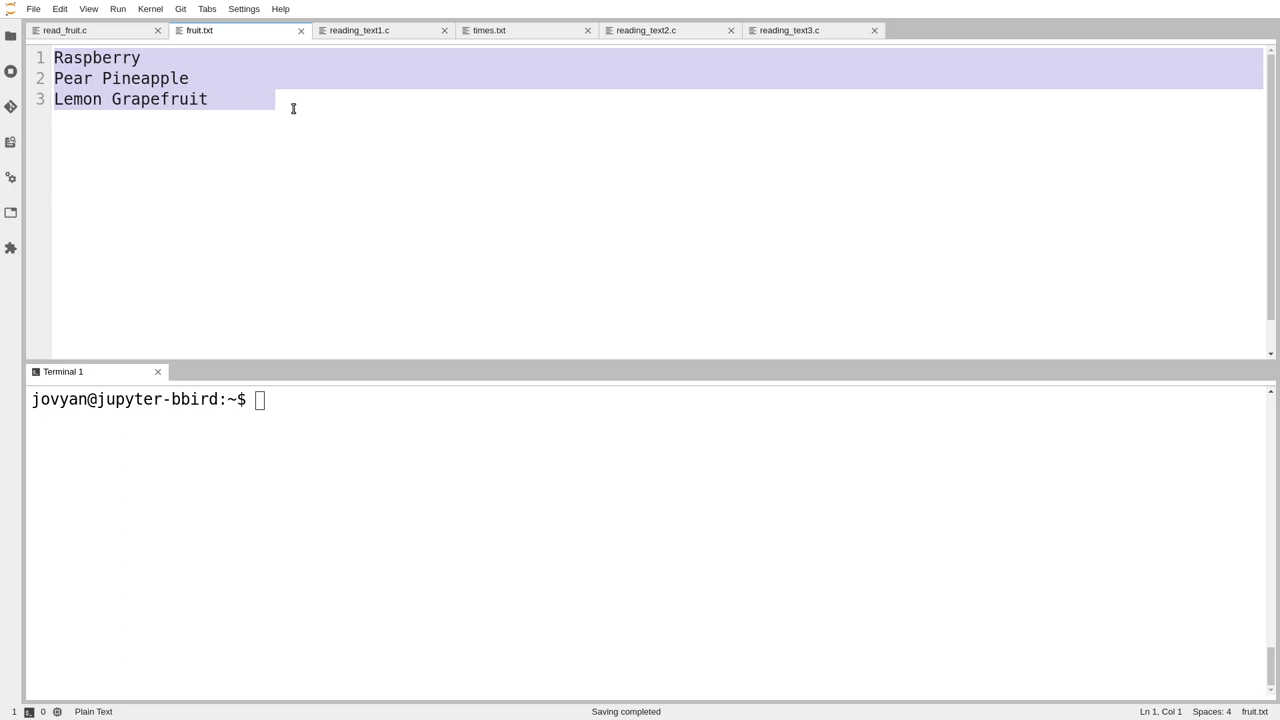 File Edit View Run Kernel Git Tabs Settings Help
read_fruit.c fruit.txt reading_text1.c times.txt reading_text2.c reading_text3.c
1 Raspberry
2 Pear Pineapple
3 Lemon Grapefruit
Terminal 1
jovyan@jupyter-bbird:~$
1 0 Plain Text Saving completed Ln 1, Col 1 Spaces: 4 fruit.txt